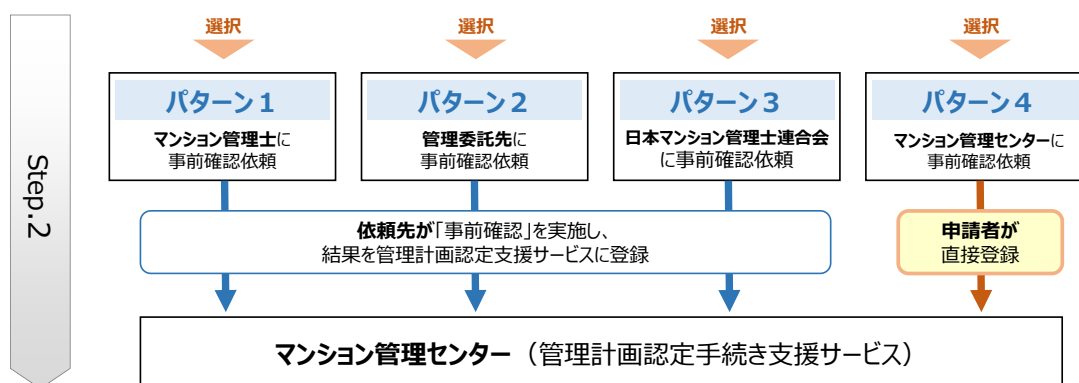 Step.2
選択
選択
選択
選択
パターン１
マンション管理士に
事前確認依頼
パターン２
管理委託先に
事前確認依頼
パターン３
日本マンション管理士連合会
に事前確認依頼
パターン４
マンション管理センターに
事前確認依頼
依頼先が「事前確認」を実施し、
結果を管理計画認定支援サービスに登録
申請者が
直接登録
マンション管理センター（管理計画認定手続き支援サービス）